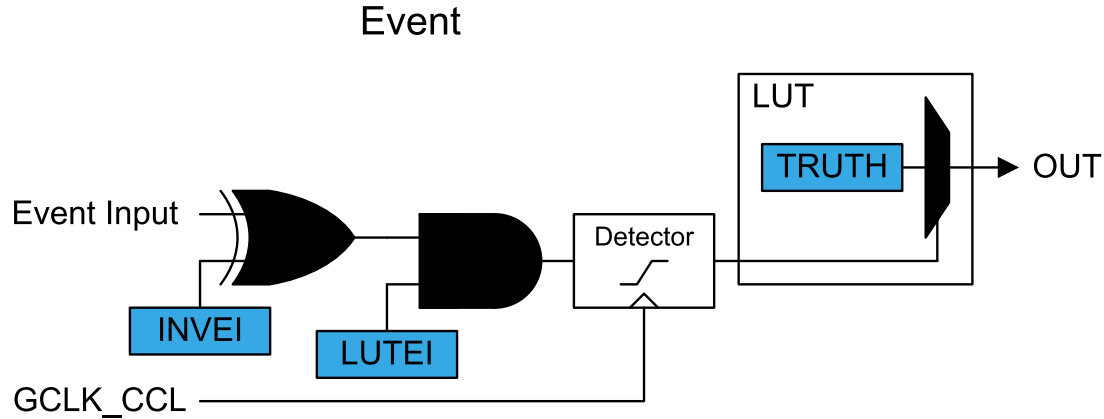 Event
LUT
TRUTH
OUT
Event Input
Detector
INVEI
LUTEI
GCLK_CCL